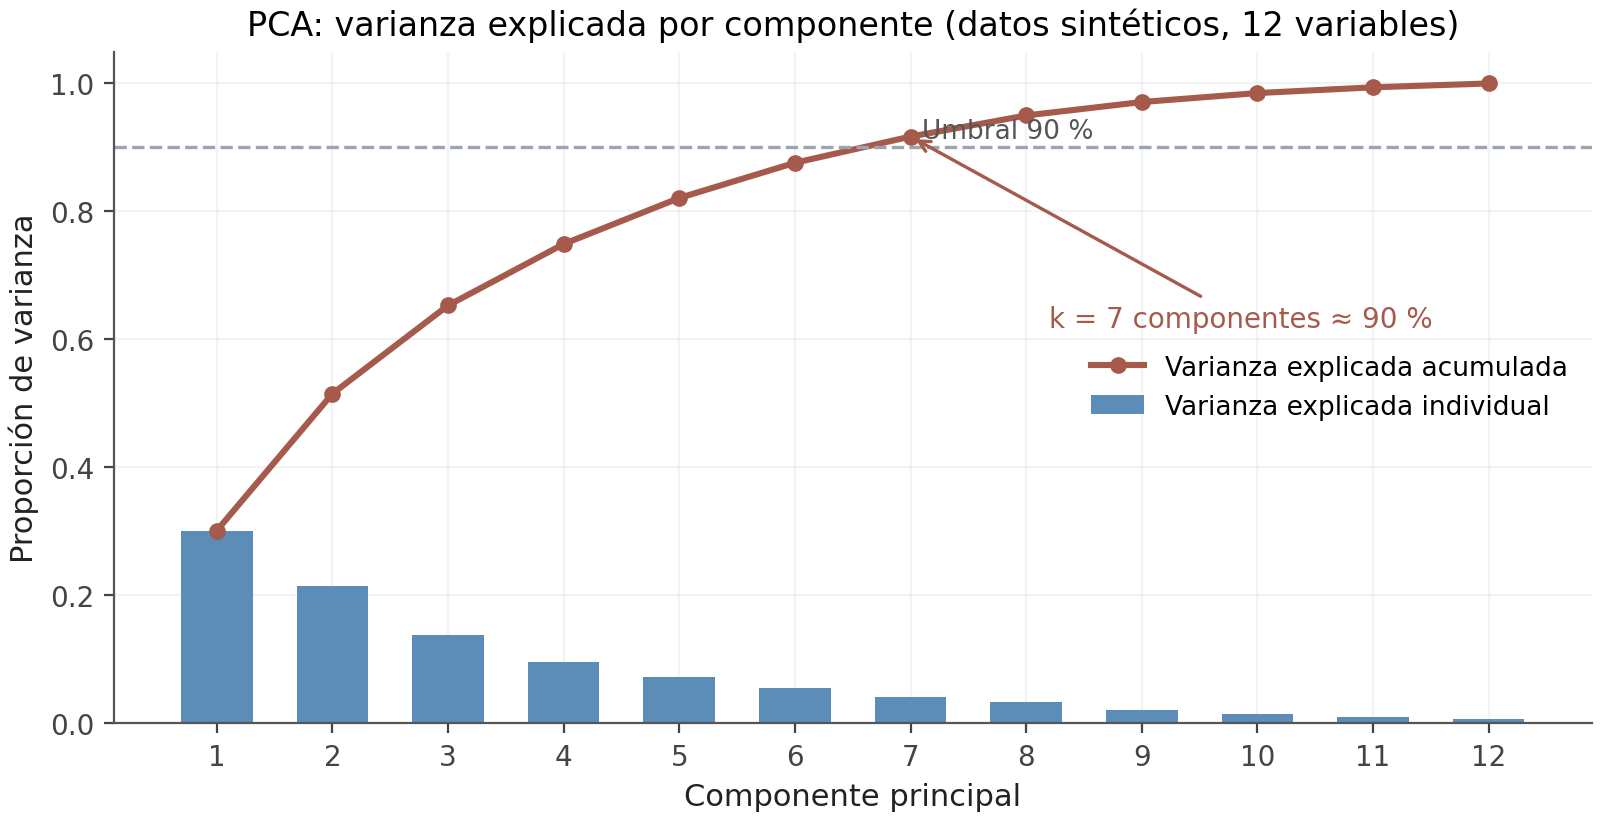 PCA: varianza explicada por componente (datos sintéticos, 12 variables)
Proporción de varianza
1.0
0.8
0.6
0.4
0.2
0.0
Umbral 90 %
k = 7 componentes ≈ 90 %
Varianza explicada acumulada
Varianza explicada individual
1 2 3 4 5 6 7 8 9 10 11 12
Componente principal